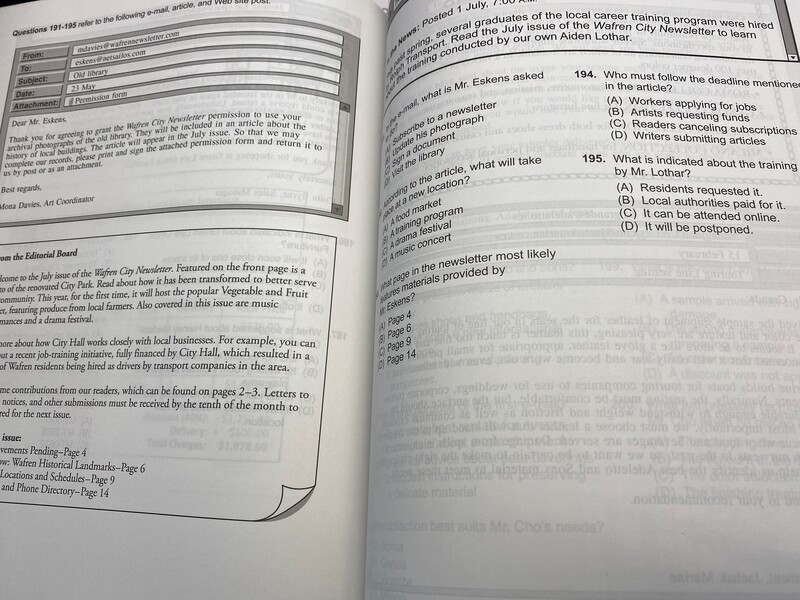 Questions 191-195 refer to the following e-mail, article, and Web site post.
From: mdavies@wafrennewsletter.com
To: eskens@netsailos.com
Subject: Old library
Date: 23 May
Attachment: Permission form
Dear Mr. Eskens,
Thank you for agreeing to grant the Wafren City Newsletter permission to use your
archival photographs of the old library. They will be included in an article about the
history of local buildings. The article will appear in the July issue. So that we may
complete our records, please print and sign the attached permission form and return it to
us by post or as an attachment.
Best regards,
Mona Davies, Art Coordinator
om the Editorial Board
lcome to the July issue of the Wafren City Newsletter. Featured on the front page is a
to of the renovated City Park. Read about how it has been transformed to better serve
ommunity. This year, for the first time, it will host the popular Vegetable and Fruit
et, featuring produce from local farmers. Also covered in this issue are music
mances and a drama festival.
ore about how City Hall works closely with local businesses. For example, you can
ut a recent job-training initiative, fully financed by City Hall, which resulted in a
of Wafren residents being hired as drivers by transport companies in the area.
me contributions from our readers, which can be found on pages 2–3. Letters to
notices, and other submissions must be received by the tenth of the month to
red for the next issue.
issue:
vements Pending–Page 4
ow: Wafren Historical Landmarks–Page 6
Locations and Schedules–Page 9
and Phone Directory–Page 14
the News: Posted 1 July, 7:00 A.M.
past spring, several graduates of the local career training program were hired
Transport. Read the July issue of the Wafren City Newsletter to learn
the training conducted by our own Aiden Lothar.
the e-mail, what is Mr. Eskens asked
Subscribe to a newsletter
Update his photograph
Sign a document
Visit the library
According to the article, what will take
place at a new location?
(A) A food market
(B) A training program
(C) A drama festival
(D) A music concert
What page in the newsletter most likely
features materials provided by
Mr. Eskens?
(A) Page 4
(B) Page 6
(C) Page 9
(D) Page 14
194. Who must follow the deadline mentioned
in the article?
(A) Workers applying for jobs
(B) Artists requesting funds
(C) Readers canceling subscriptions
(D) Writers submitting articles
195. What is indicated about the training
by Mr. Lothar?
(A) Residents requested it.
(B) Local authorities paid for it.
(C) It can be attended online.
(D) It will be postponed.